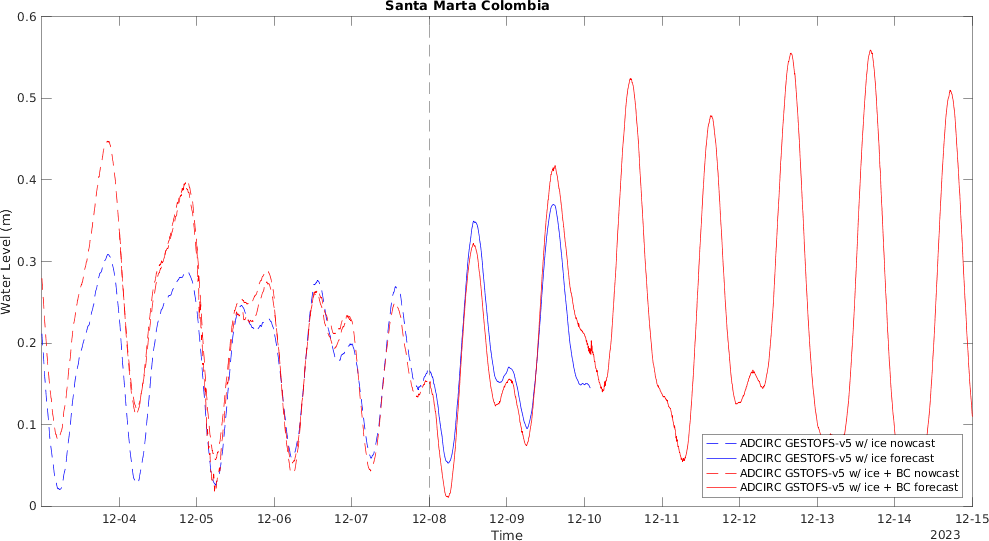 Santa Marta Colombia
0.6
0.5
0.4
0.3
0.2
0.1
0
Water Level (m)
12-04 12-05 12-06 12-07 12-08 12-09 12-10 12-11 12-12 12-13 12-14 12-15
Time
2023
ADCIRC GESTOFS-v5 w/ ice nowcast
ADCIRC GESTOFS-v5 w/ ice forecast
ADCIRC GSTOFS-v5 w/ ice + BC nowcast
ADCIRC GSTOFS-v5 w/ ice + BC forecast